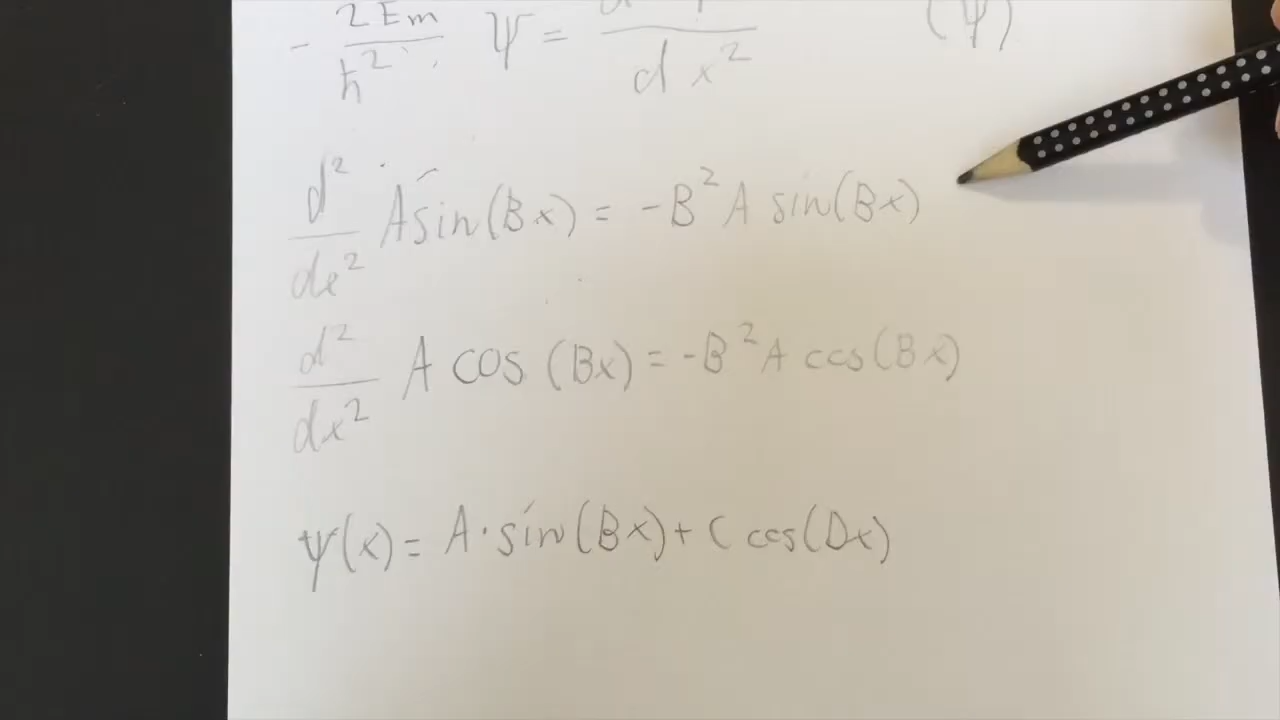 - 2Em/ħ² ψ = d²ψ/dx² (ψ)
d²/dx² A sin(Bx) = -B² A sin(Bx)
d²/dx² A cos(Bx) = -B² A cos(Bx)
ψ(x) = A · sin(Bx) + C cos(Dx)